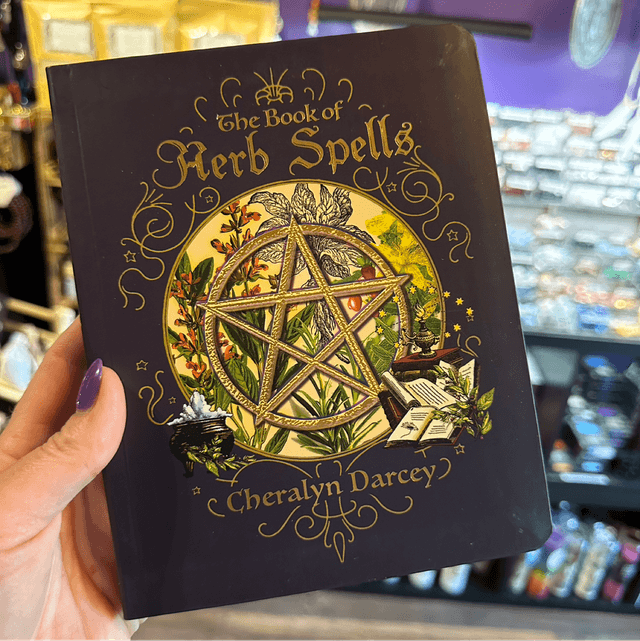 The Book of
Herb Spells
Cheralyn Darcey